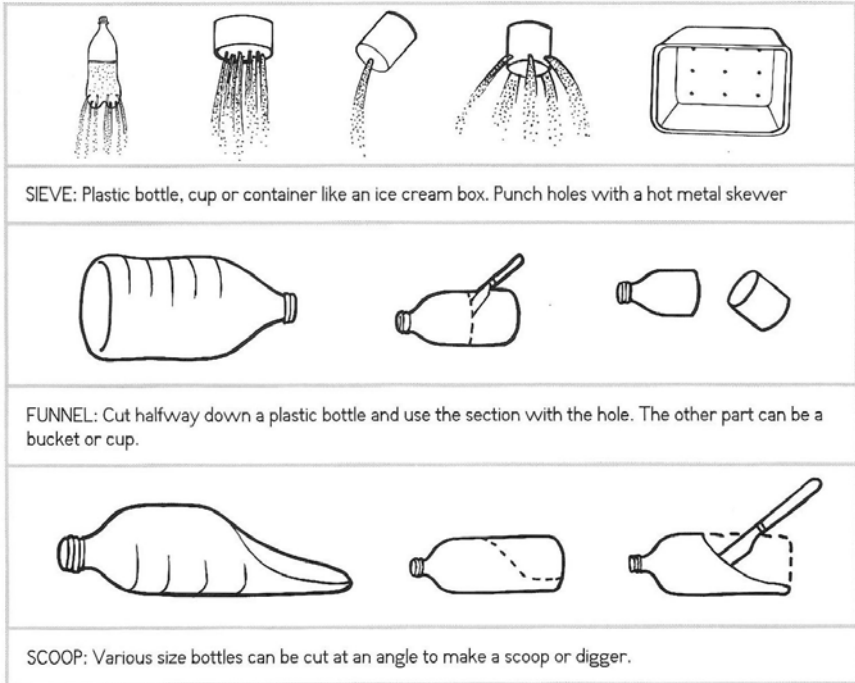 SIEVE: Plastic bottle, cup or container like an ice cream box. Punch holes with a hot metal skewer
FUNNEL: Cut halfway down a plastic bottle and use the section with the hole. The other part can be a
bucket or cup.
SCOOP: Various size bottles can be cut at an angle to make a scoop or digger.